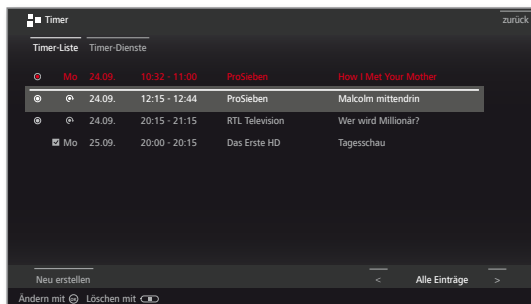 Timer
zurück
Timer-Liste Timer-Dienste
Mo 24.09. 10:32 - 11:00 ProSieben How I Met Your Mother
24.09. 12:15 - 12:44 ProSieben Malcolm mittendrin
24.09. 20:15 - 21:15 RTL Television Wer wird Millionär?
Mo 25.09. 20:00 - 20:15 Das Erste HD Tagesschau
Neu erstellen < Alle Einträge >
Ändern mit OK Löschen mit